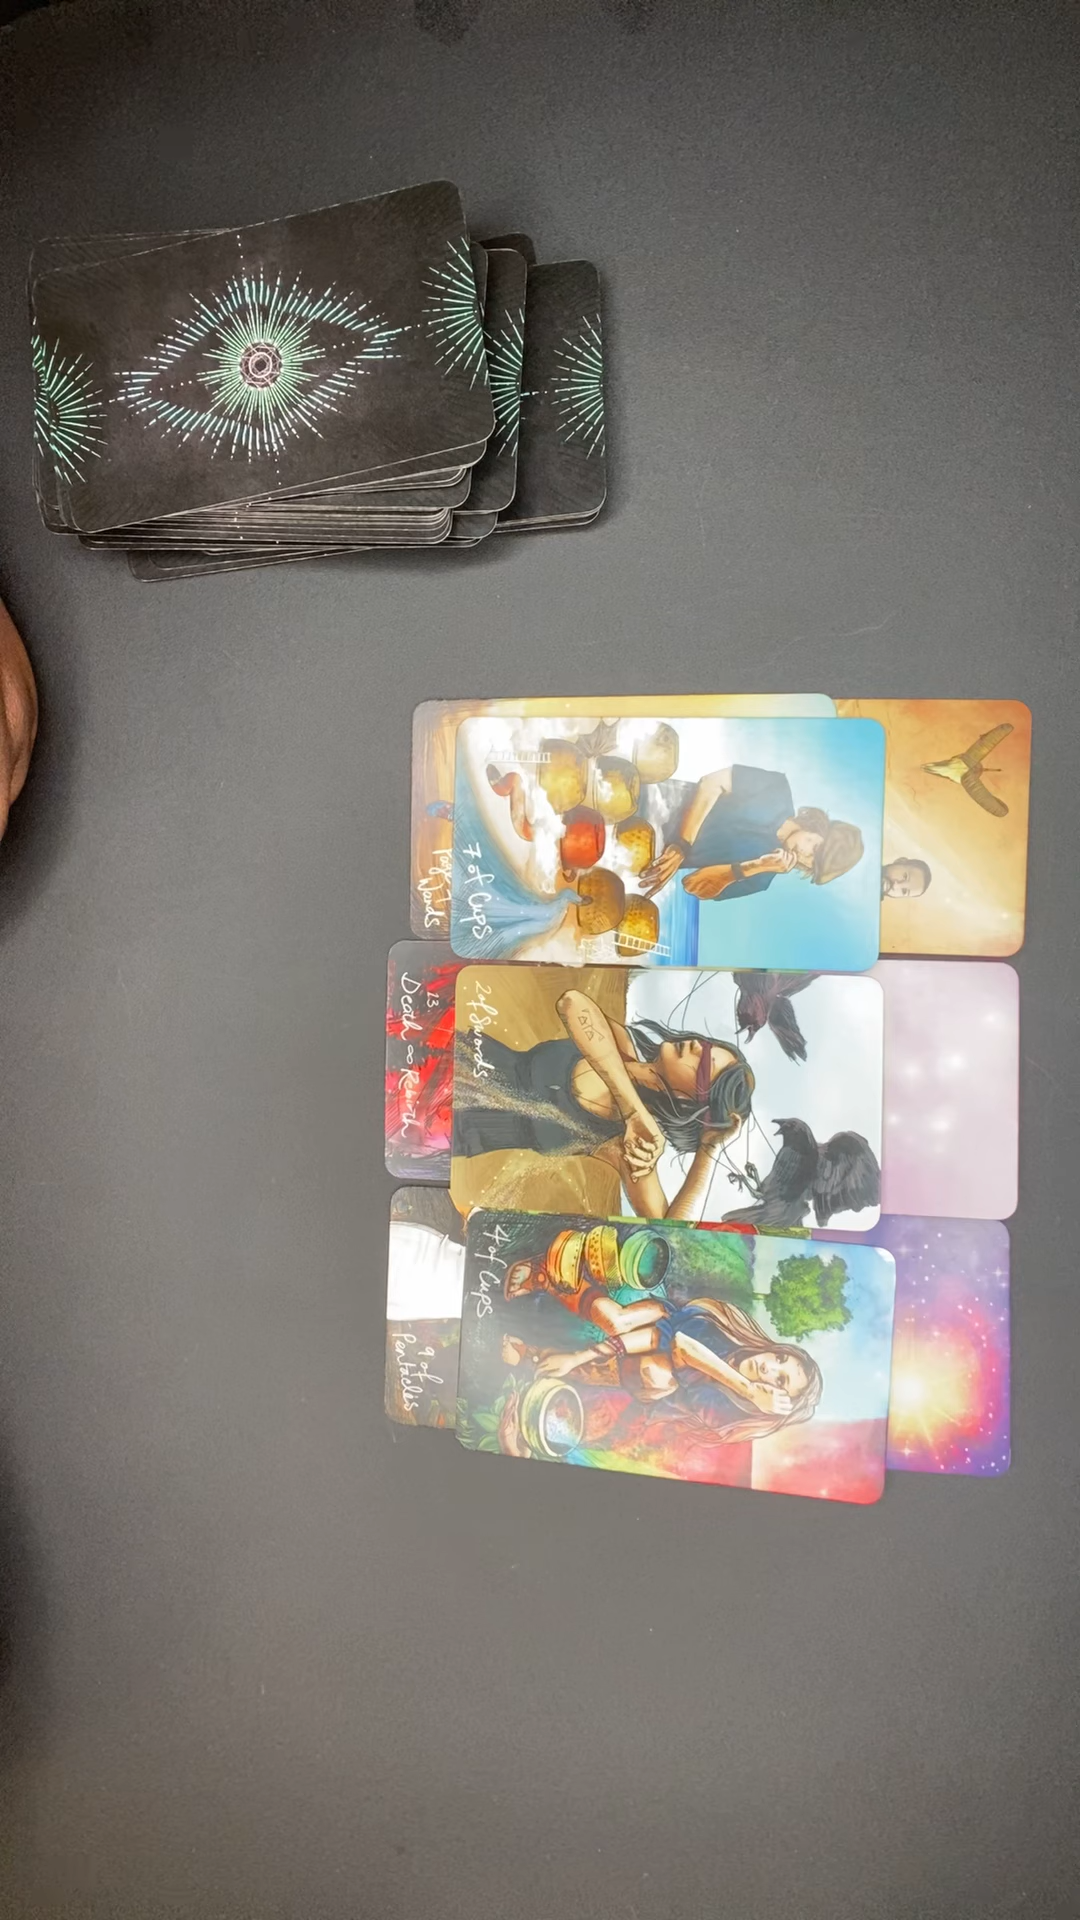 7 of Cups
Page of
Wands
2 of Swords
13
Death ∞ Rebirth
4 of Cups
9 of
Pentacles